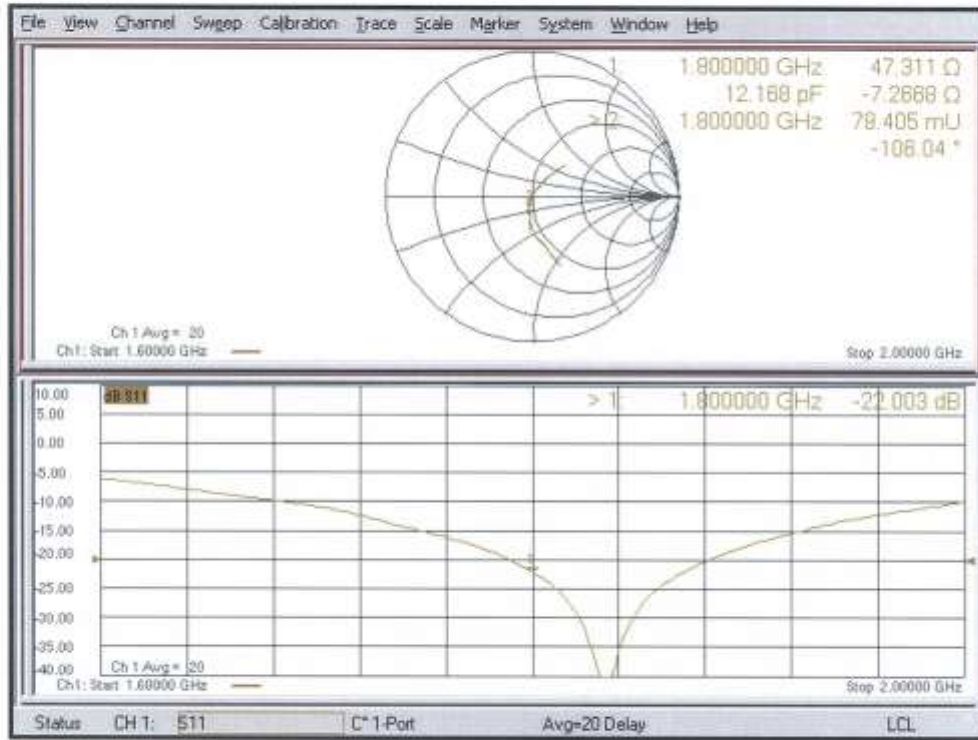 File View Channel Sweep Calibration Trace Scale Marker System Window Help
1: 1.800000 GHz 47.311 Ω
12.168 pF -7.2668 Ω
>2: 1.800000 GHz 78.405 mU
-108.04 °
Ch 1 Avg = 20
Ch1: Start 1.60000 GHz Stop 2.00000 GHz
10.00 dB S11 > 1: 1.800000 GHz -22.003 dB
5.00
0.00
-5.00
-10.00
-15.00
-20.00
-25.00
-30.00
-35.00
-40.00
Ch 1 Avg = 20
Ch1: Start 1.60000 GHz Stop 2.00000 GHz
Status CH 1: S11 C* 1-Port Avg=20 Delay LCL